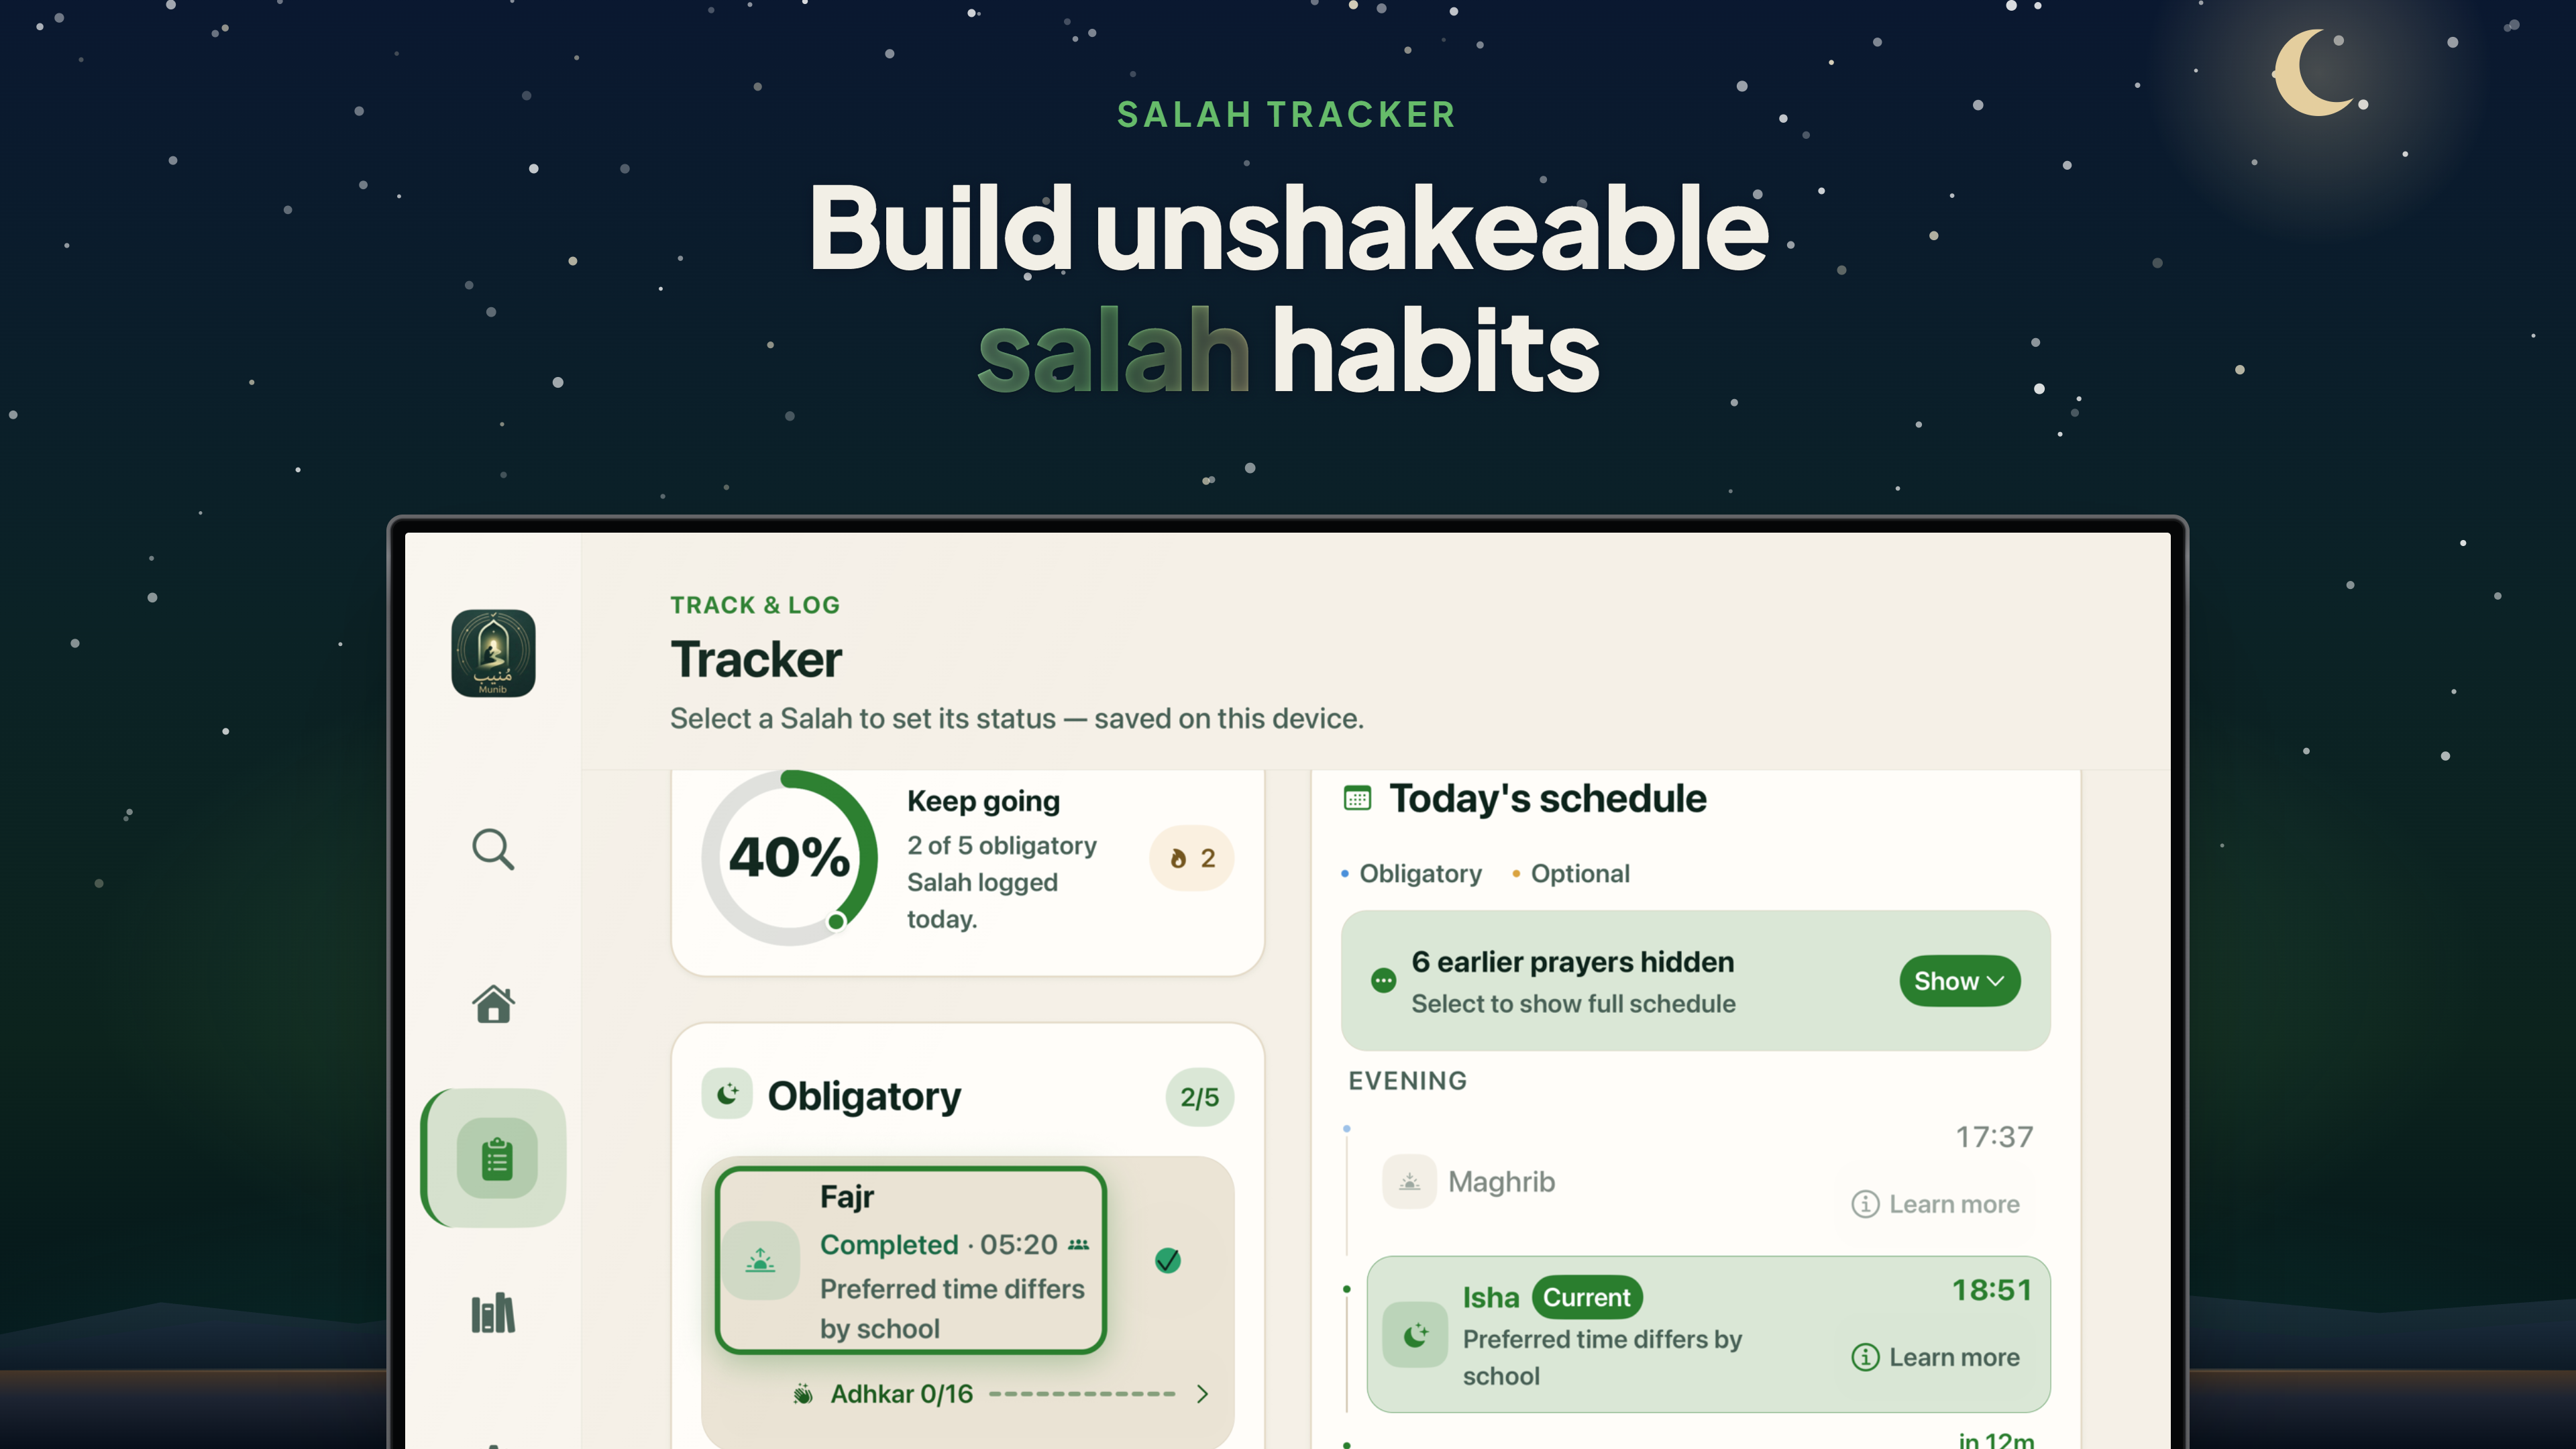 SALAH TRACKER
Build unshakeable
salah habits
مُنيب
Munib
TRACK & LOG
Tracker
Select a Salah to set its status — saved on this device.
40%
Keep going
2 of 5 obligatory
Salah logged
today.
2
Obligatory
2/5
Fajr
Completed · 05:20
Preferred time differs
by school
Adhkar 0/16
Today's schedule
Obligatory
Optional
6 earlier prayers hidden
Select to show full schedule
Show
EVENING
17:37
Maghrib
Learn more
Isha
Current
18:51
Preferred time differs by
school
Learn more
in 12m